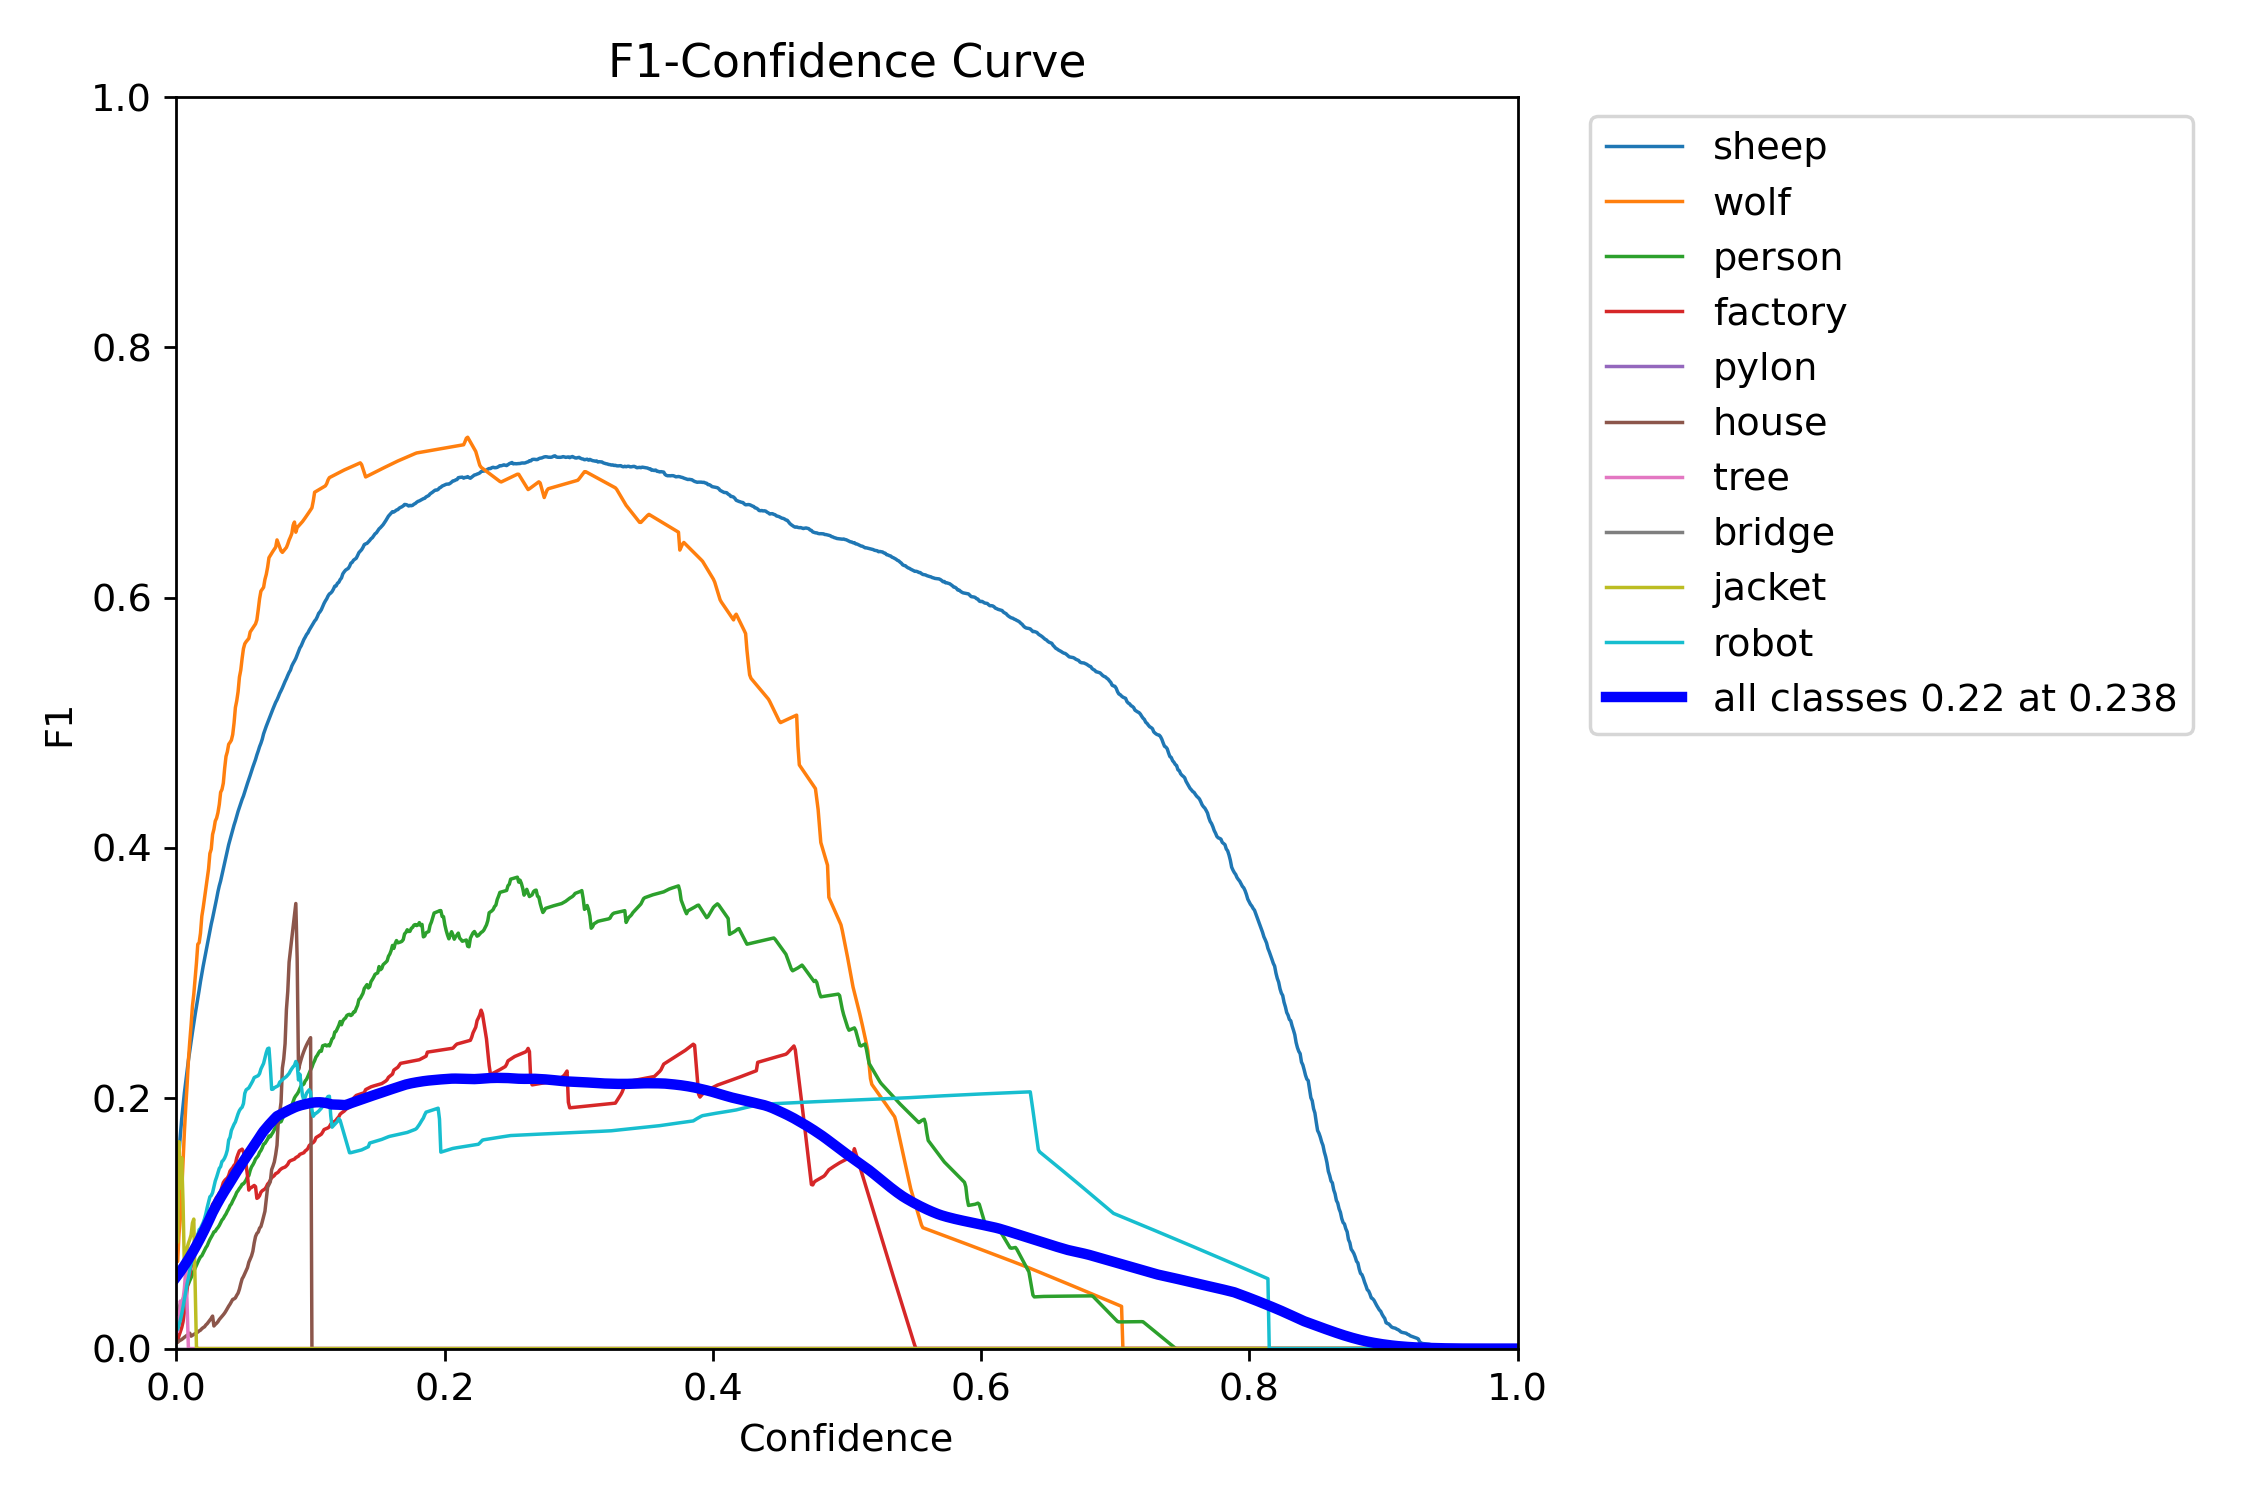 F1-Confidence Curve
1.0
0.8
0.6
0.4
0.2
0.0
F1
0.0 0.2 0.4 0.6 0.8 1.0
Confidence
sheep
wolf
person
factory
pylon
house
tree
bridge
jacket
robot
all classes 0.22 at 0.238